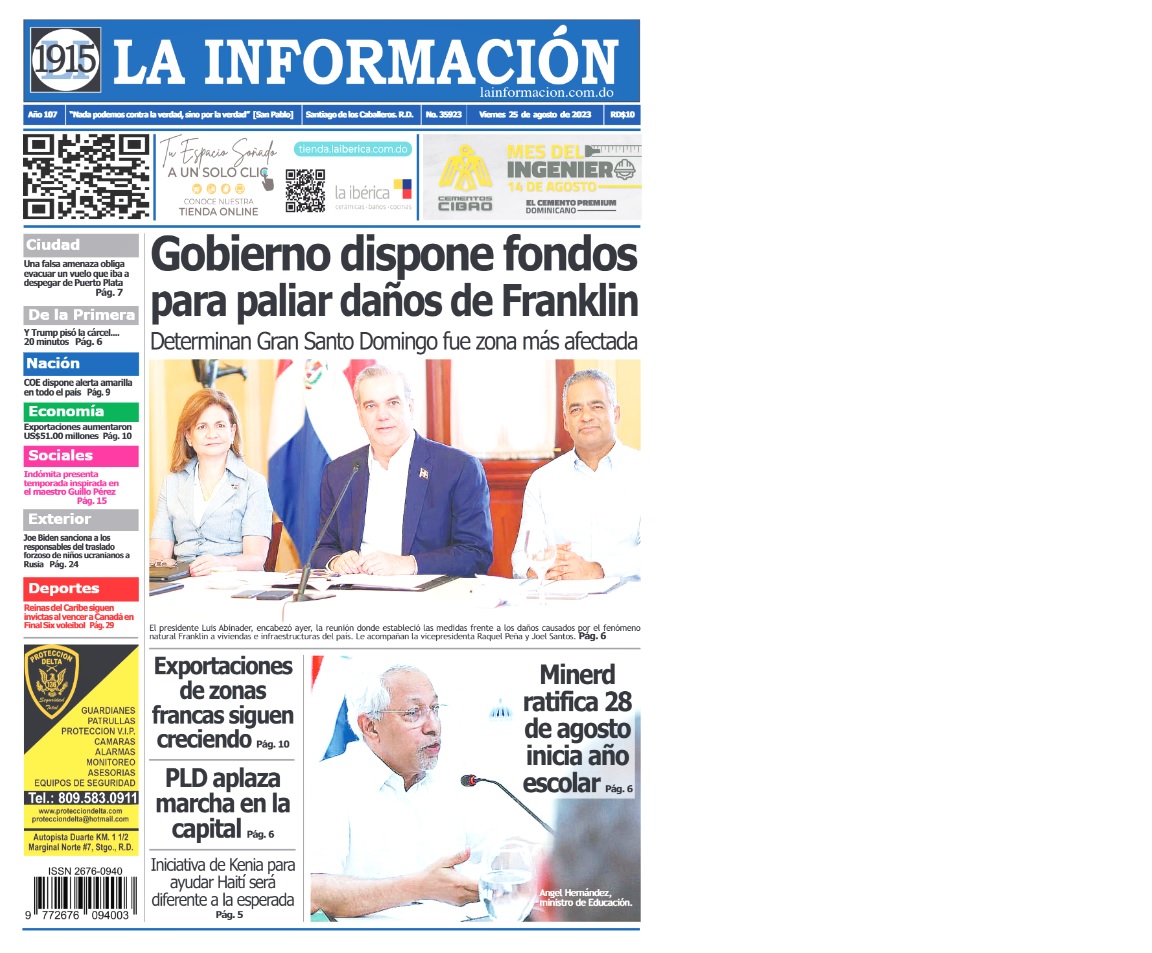 1915
LA INFORMACIÓN
lainformacion.com.do
Año 107
"Nada podemos contra la verdad, sino por la verdad" [San Pablo]
Santiago de los Caballeros. R.D.
No. 35923
Viernes 25 de agosto de 2023
RD$10
Tu Espacio Soñado
A UN SOLO CLIC
CONOCE NUESTRA
TIENDA ONLINE
tienda.laiberica.com.do
la ibérica
ceramicas · baños · cocinas
CEMENTOS
CIBAO
MES DEL
INGENIERO
14 DE AGOSTO
EL CEMENTO PREMIUM
DOMINICANO
Ciudad
Una falsa amenaza obliga
evacuar un vuelo que iba a
despegar de Puerto Plata
Pág. 7
De la Primera
Y Trump pisó la cárcel....
20 minutos Pág. 6
Nación
COE dispone alerta amarilla
en todo el país Pág. 9
Economía
Exportaciones aumentaron
US$51.00 millones Pág. 10
Sociales
Indómita presenta
temporada inspirada en
el maestro Guillo Pérez
Pág. 15
Exterior
Joe Biden sanciona a los
responsables del traslado
forzoso de niños ucranianos a
Rusia Pág. 24
Deportes
Reinas del Caribe siguen
invictas al vencer a Canadá en
Final Six voleibol Pág. 29
PROTECCION
DELTA
Seguridad
Total
GUARDIANES
PATRULLAS
PROTECCION V.I.P.
CAMARAS
ALARMAS
MONITOREO
ASESORIAS
EQUIPOS DE SEGURIDAD
Tel.: 809.583.0911
www.protecciondelta.com
protecciondelta@hotmail.com
Autopista Duarte KM. 1 1/2
Marginal Norte #7, Stgo., R.D.
ISSN 2676-0940
9 772676 094003
Gobierno dispone fondos
para paliar daños de Franklin
Determinan Gran Santo Domingo fue zona más afectada
El presidente Luis Abinader, encabezó ayer, la reunión donde estableció las medidas frente a los daños causados por el fenómeno
natural Franklin a viviendas e infraestructuras del país. Le acompañan la vicepresidenta Raquel Peña y Joel Santos. Pág. 6
Exportaciones
de zonas
francas siguen
creciendo Pág. 10
PLD aplaza
marcha en la
capital Pág. 6
Iniciativa de Kenia para
ayudar Haití será
diferente a la esperada
Pág. 5
Minerd
ratifica 28
de agosto
inicia año
escolar Pág. 6
Angel Hernández,
ministro de Educación.